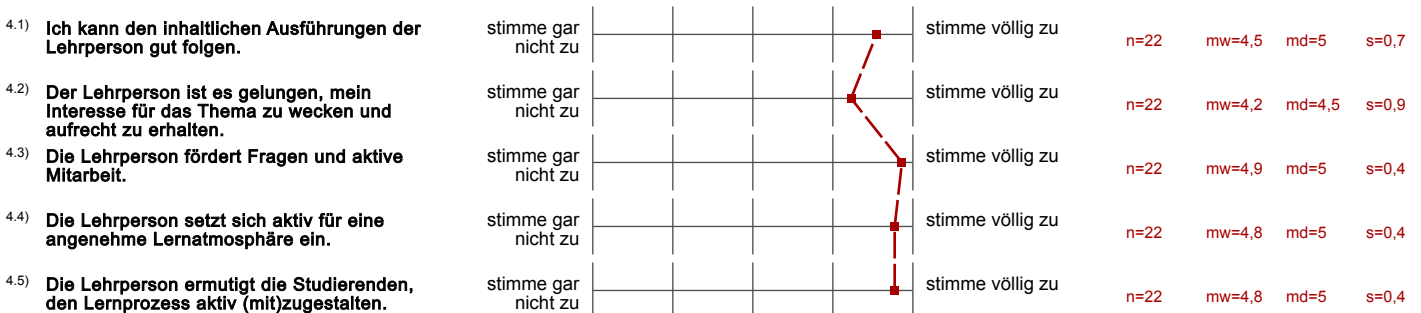 4.1) Ich kann den inhaltlichen Ausführungen der
Lehrperson gut folgen.
stimme gar
nicht zu
stimme völlig zu
n=22 mw=4,5 md=5 s=0,7
4.2) Der Lehrperson ist es gelungen, mein
Interesse für das Thema zu wecken und
aufrecht zu erhalten.
stimme gar
nicht zu
stimme völlig zu
n=22 mw=4,2 md=4,5 s=0,9
4.3) Die Lehrperson fördert Fragen und aktive
Mitarbeit.
stimme gar
nicht zu
stimme völlig zu
n=22 mw=4,9 md=5 s=0,4
4.4) Die Lehrperson setzt sich aktiv für eine
angenehme Lernatmosphäre ein.
stimme gar
nicht zu
stimme völlig zu
n=22 mw=4,8 md=5 s=0,4
4.5) Die Lehrperson ermutigt die Studierenden,
den Lernprozess aktiv (mit)zugestalten.
stimme gar
nicht zu
stimme völlig zu
n=22 mw=4,8 md=5 s=0,4